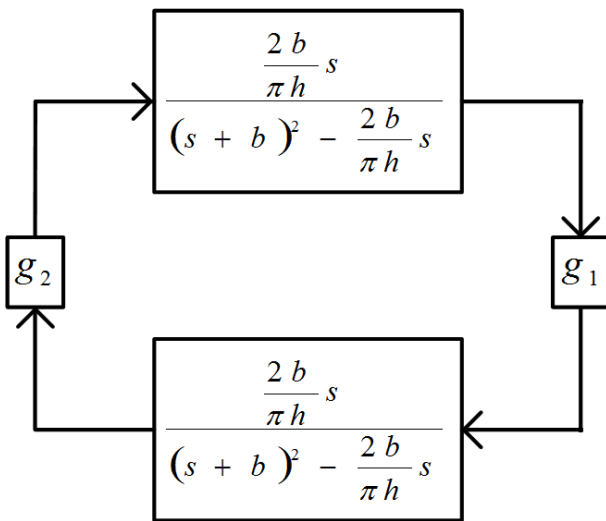 2 b
π h s
(s + b)² − 2 b
π h s
g₂
g₁
2 b
π h s
(s + b)² − 2 b
π h s